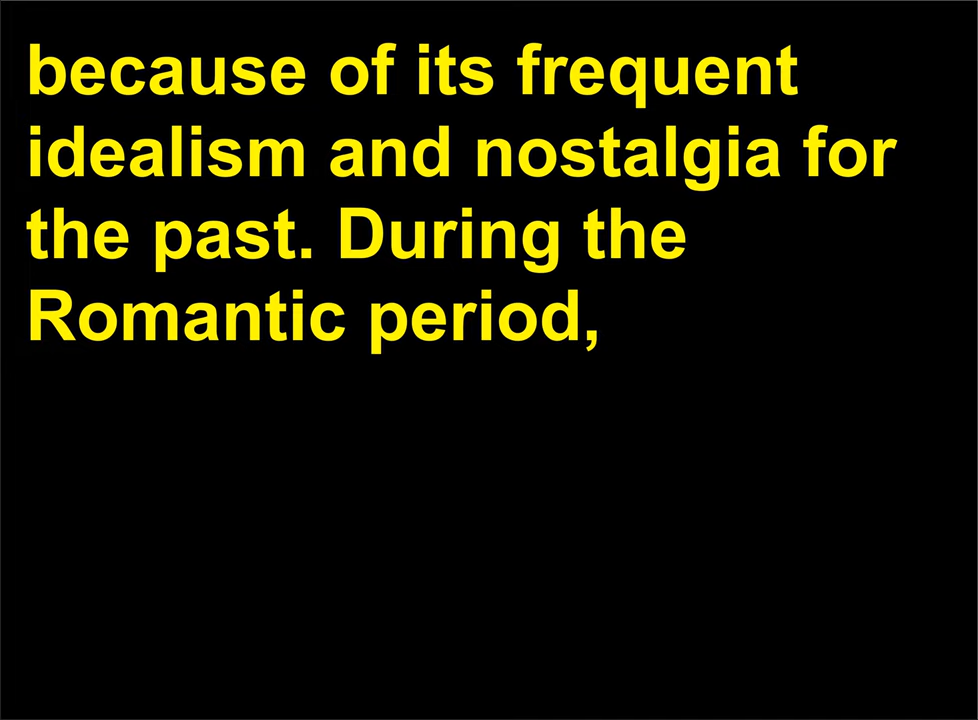 because of its frequent
idealism and nostalgia for
the past. During the
Romantic period,